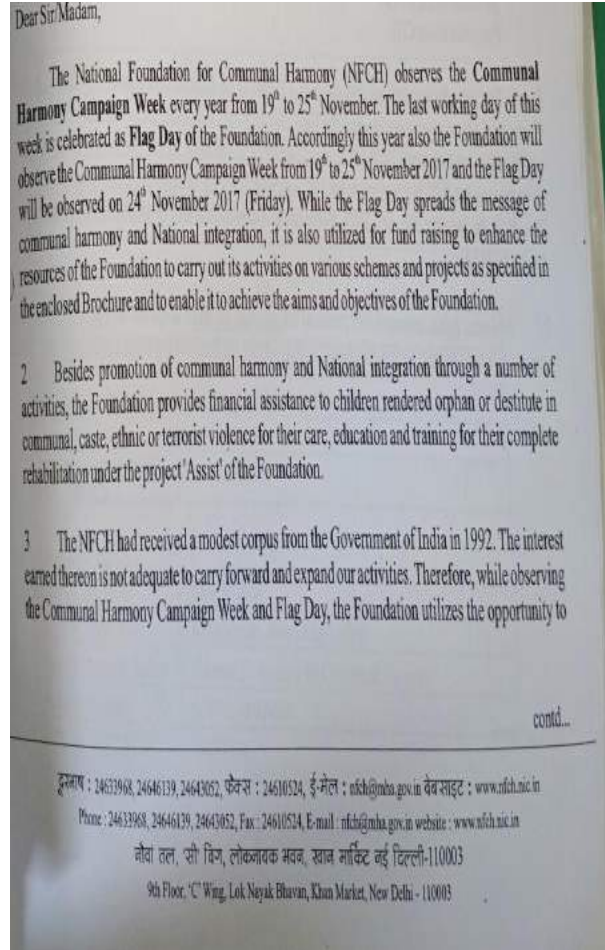 Dear Sir/Madam,
The National Foundation for Communal Harmony (NFCH) observes the Communal
Harmony Campaign Week every year from 19th to 25th November. The last working day of this
week is celebrated as Flag Day of the Foundation. Accordingly this year also the Foundation will
observe the Communal Harmony Campaign Week from 19th to 25th November 2017 and the Flag Day
will be observed on 24th November 2017 (Friday). While the Flag Day spreads the message of
communal harmony and National integration, it is also utilized for fund raising to enhance the
resources of the Foundation to carry out its activities on various schemes and projects as specified in
the enclosed Brochure and to enable it to achieve the aims and objectives of the Foundation.
2 Besides promotion of communal harmony and National integration through a number of
activities, the Foundation provides financial assistance to children rendered orphan or destitute in
communal, caste, ethnic or terrorist violence for their care, education and training for their complete
rehabilitation under the project 'Assist' of the Foundation.
3 The NFCH had received a modest corpus from the Government of India in 1992. The interest
earned thereon is not adequate to carry forward and expand our activities. Therefore, while observing
the Communal Harmony Campaign Week and Flag Day, the Foundation utilizes the opportunity to
contd...
दूरभाष : 24633968, 24646139, 24643052, फैक्स : 24610524, ई-मेल : nfch@mha.gov.in वेबसाइट : www.nfch.nic.in
Phone : 24633968, 24646139, 24643052, Fax : 24610524, E-mail : nfch@mha.gov.in website : www.nfch.nic.in
नौवां तल, 'सी' विंग, लोकनायक भवन, खान मार्किट नई दिल्ली-110003
9th Floor, 'C' Wing, Lok Nayak Bhavan, Khan Market, New Delhi - 110003